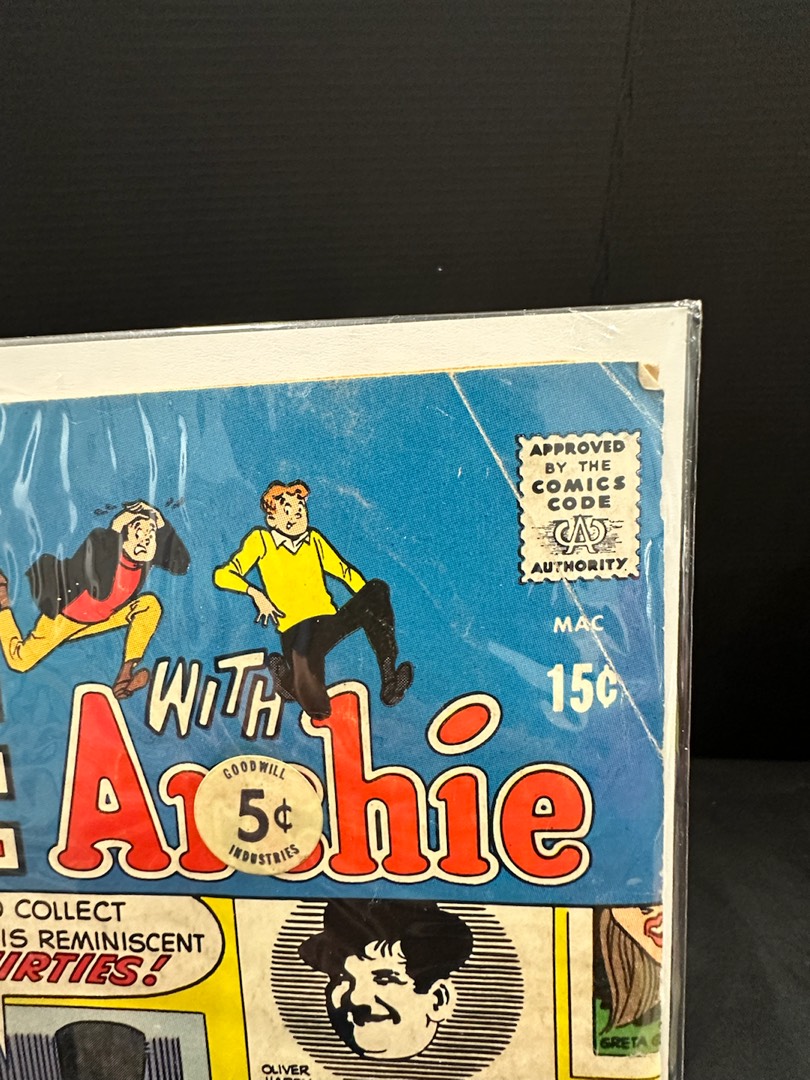 APPROVED
BY THE
COMICS
CODE
CA
AUTHORITY
MAC
15¢
WITH
Archie
GOODWILL
5¢
INDUSTRIES
COLLECT
IS REMINISCENT
IRTIES!
OLIVER
GRETA G